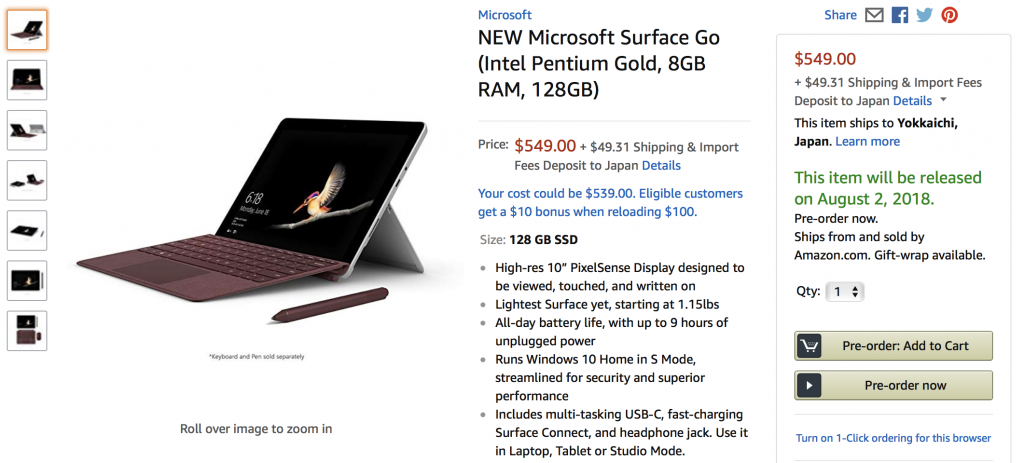 Microsoft
NEW Microsoft Surface Go
(Intel Pentium Gold, 8GB
RAM, 128GB)
Price: $549.00 + $49.31 Shipping & Import
Fees Deposit to Japan Details
Your cost could be $539.00. Eligible customers
get a $10 bonus when reloading $100.
Size: 128 GB SSD
High-res 10” PixelSense Display designed to
be viewed, touched, and written on
Lightest Surface yet, starting at 1.15lbs
All-day battery life, with up to 9 hours of
unplugged power
Runs Windows 10 Home in S Mode,
streamlined for security and superior
performance
Includes multi-tasking USB-C, fast-charging
Surface Connect, and headphone jack. Use it
in Laptop, Tablet or Studio Mode.
6:18
Monday, June 18
*Keyboard and Pen sold separately
Roll over image to zoom in
Share
$549.00
+ $49.31 Shipping & Import Fees
Deposit to Japan Details
This item ships to Yokkaichi,
Japan. Learn more
This item will be released
on August 2, 2018.
Pre-order now.
Ships from and sold by
Amazon.com. Gift-wrap available.
Qty: 1
Pre-order: Add to Cart
Pre-order now
Turn on 1-Click ordering for this browser